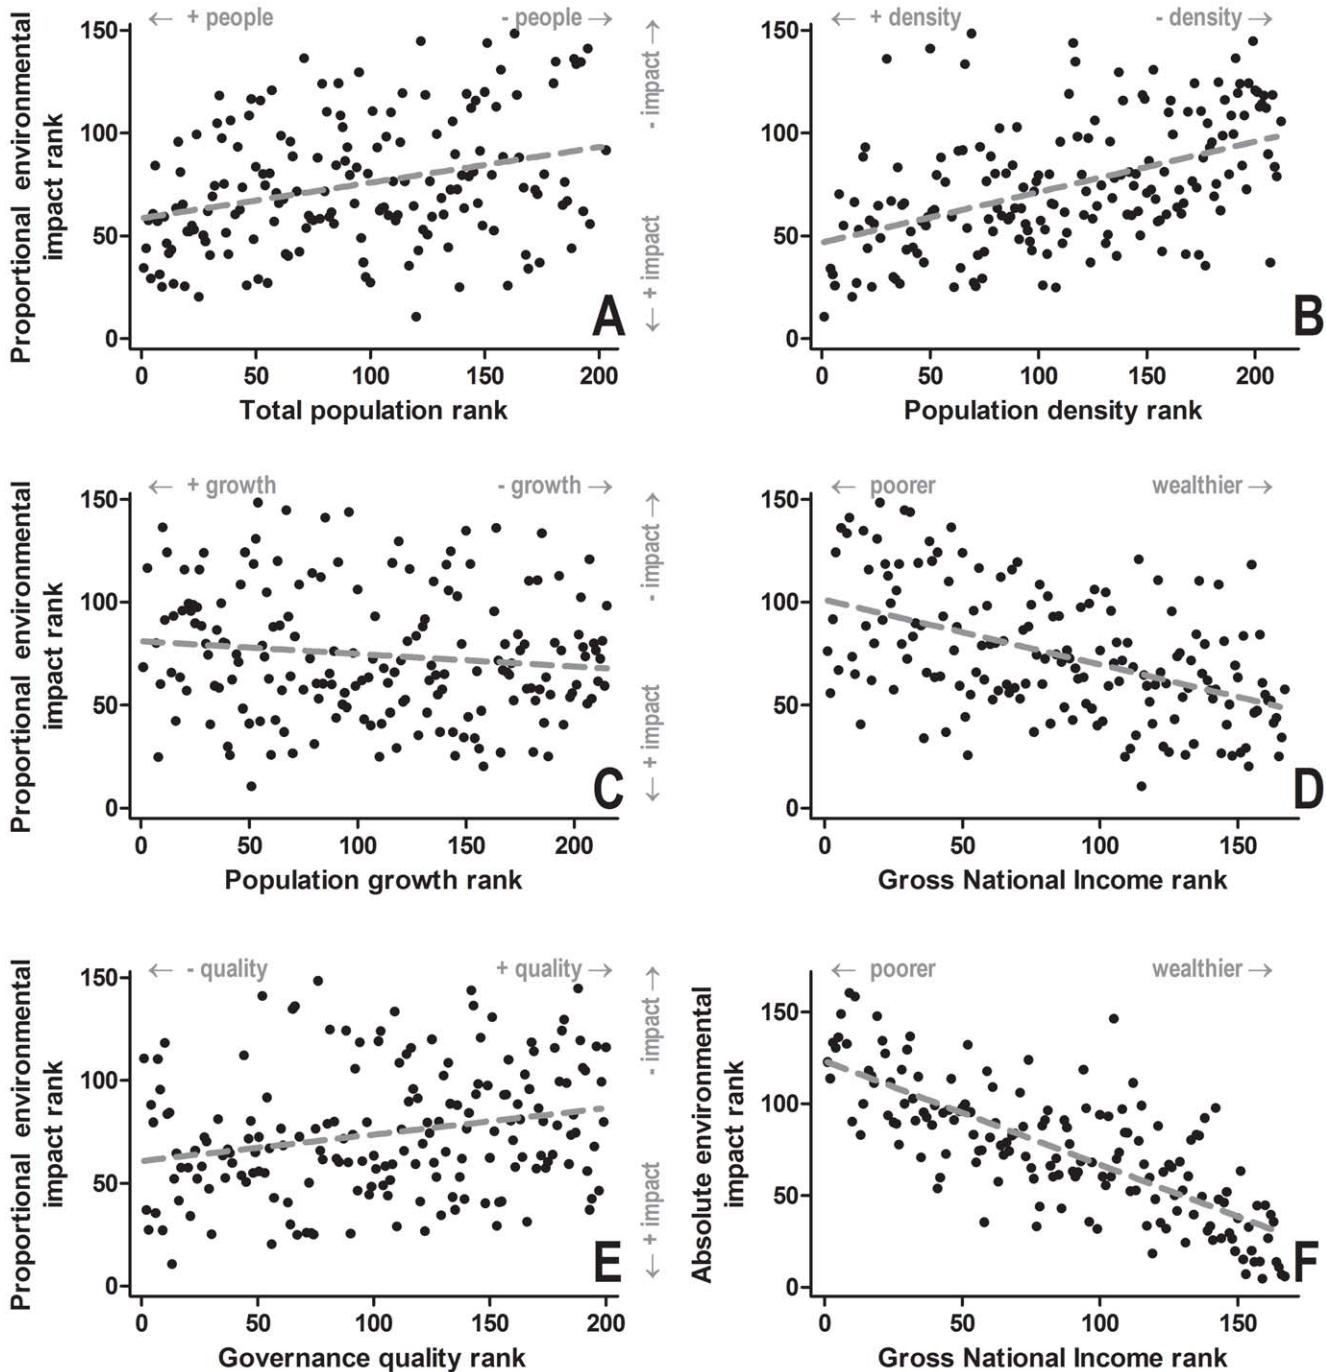 ← + people
- people →
150
100
50
0
Proportional environmental
impact rank
- impact →
← + impact
A
0 50 100 150 200
Total population rank
← + density
- density →
150
100
50
0
B
0 50 100 150 200
Population density rank
← + growth
- growth →
150
100
50
0
Proportional environmental
impact rank
- impact →
← + impact
C
0 50 100 150 200
Population growth rank
← poorer
wealthier →
150
100
50
0
D
0 50 100 150
Gross National Income rank
← - quality
+ quality →
150
100
50
0
Proportional environmental
impact rank
- impact →
← + impact
E
0 50 100 150 200
Governance quality rank
← poorer
wealthier →
150
100
50
0
Absolute environmental
impact rank
F
0 50 100 150
Gross National Income rank